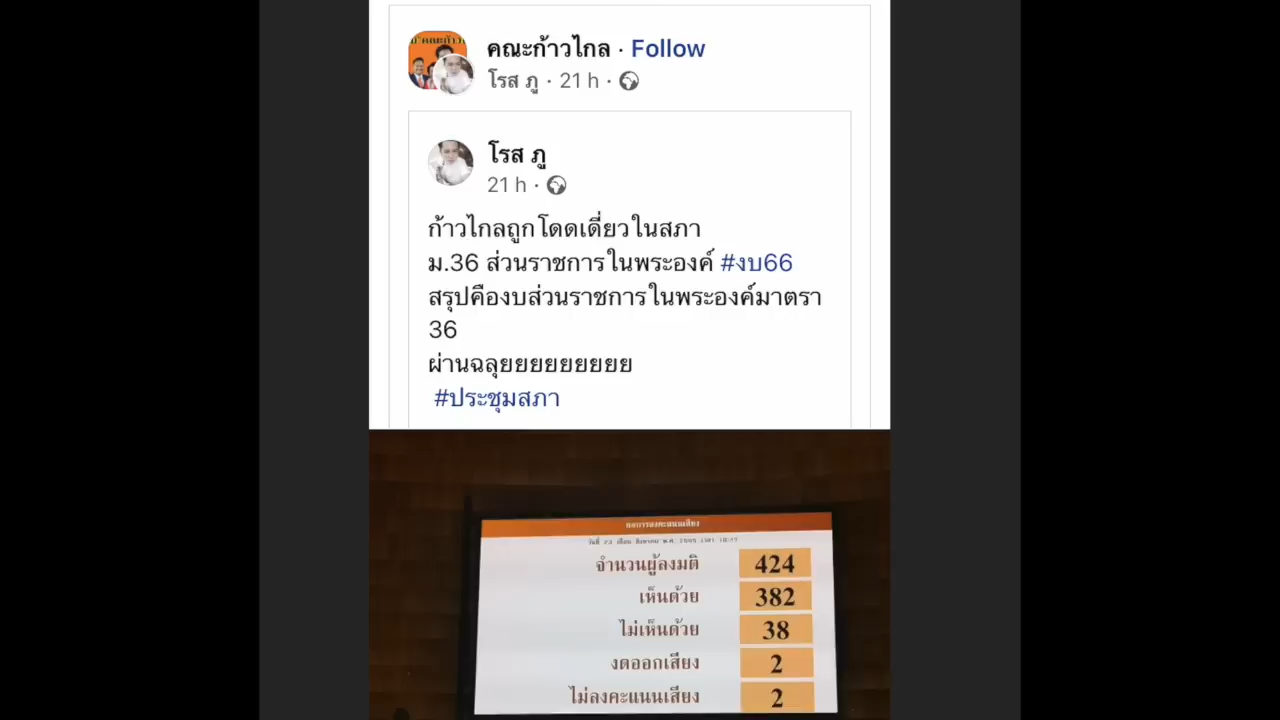 คณะก้าวไกล · Follow
โรส ภู · 21 h ·
โรส ภู
21 h ·
ก้าวไกลถูกโดดเดี่ยวในสภา
ม.36 ส่วนราชการในพระองค์ #งบ66
สรุปคืองบส่วนราชการในพระองค์มาตรา
36
ผ่านฉลุยยยยยยยยย
#ประชุมสภา
ผลการลงคะแนนเสียง
จำนวนผู้ลงมติ 424
เห็นด้วย 382
ไม่เห็นด้วย 38
งดออกเสียง 2
ไม่ลงคะแนนเสียง 2